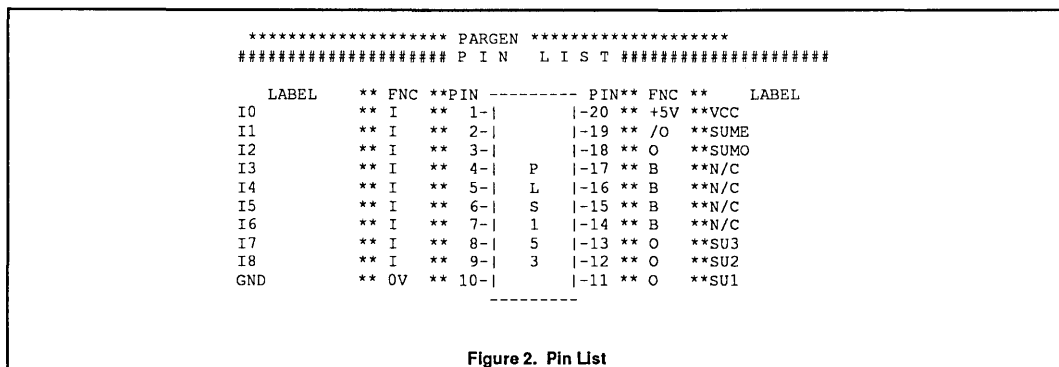 ******************** PARGEN ********************
##################### P I N L I S T #####################
LABEL ** FNC **PIN --------- PIN** FNC ** LABEL
I0 ** I ** 1-| |-20 ** +5V **VCC
I1 ** I ** 2-| |-19 ** /O **SUME
I2 ** I ** 3-| |-18 ** O **SUMO
I3 ** I ** 4-| P |-17 ** B **N/C
I4 ** I ** 5-| L |-16 ** B **N/C
I5 ** I ** 6-| S |-15 ** B **N/C
I6 ** I ** 7-| 1 |-14 ** B **N/C
I7 ** I ** 8-| 5 |-13 ** O **SU3
I8 ** I ** 9-| 3 |-12 ** O **SU2
GND ** 0V ** 10-| |-11 ** O **SU1
---------
Figure 2. Pin List